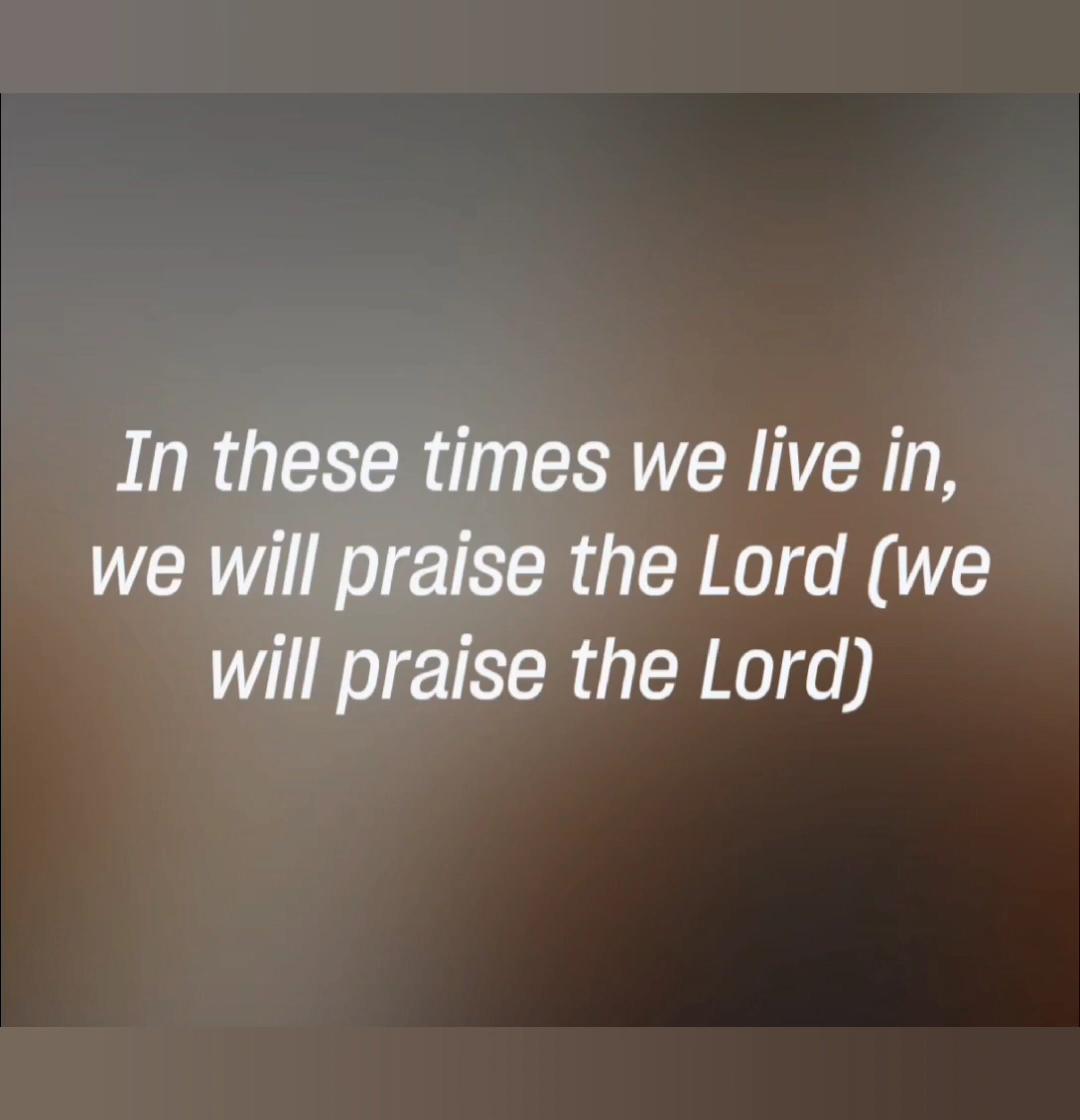 In these times we live in,
we will praise the Lord (we
will praise the Lord)